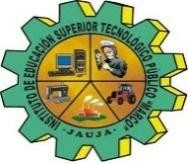 INSTITUTO DE EDUCACIÓN SUPERIOR TECNOLÓGICO PÚBLICO "MARCO"
- JAUJA -